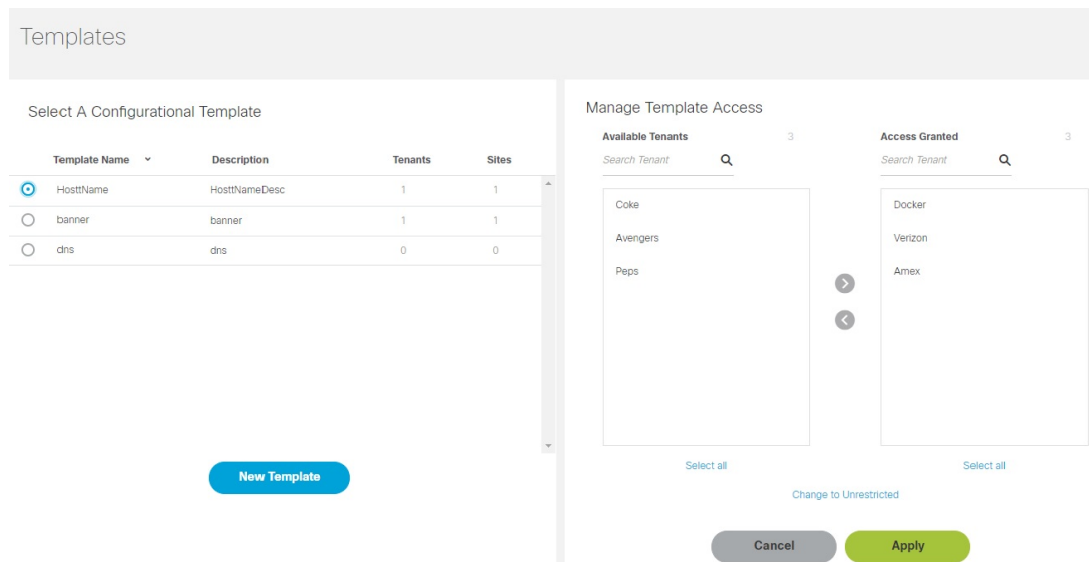 Templates
Select A Configurational Template
Template Name Description Tenants Sites
HosttName HosttNameDesc 1 1
banner banner 1 1
dns dns 0 0
New Template
Manage Template Access
Available Tenants 3
Search Tenant
Coke
Avengers
Peps
Select all
Access Granted 3
Search Tenant
Docker
Verizon
Amex
Select all
Change to Unrestricted
Cancel Apply